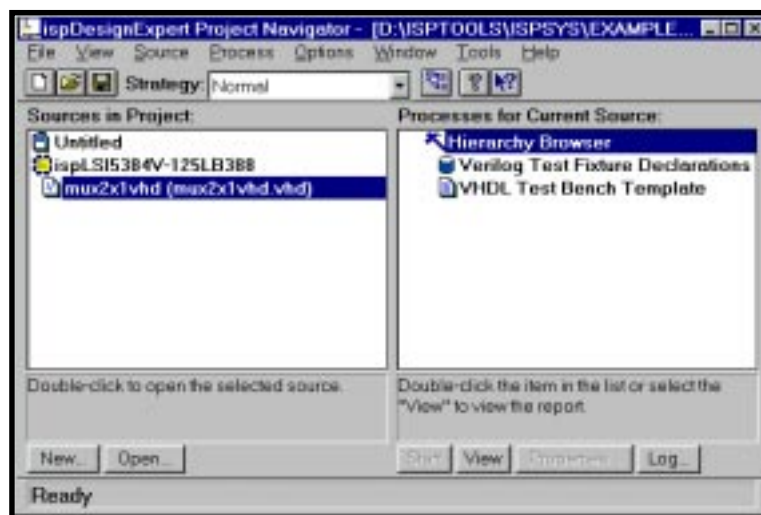 ispDesignExpert Project Navigator - [D:\ISPTOOLS\ISPSYS\EXAMPLE...
File View Source Process Options Window Tools Help
Strategy: Normal
Sources in Project:
Untitled
ispLSI5384V-125LB388
mux2x1vhd (mux2x1vhd.vhd)
Processes for Current Source:
Hierarchy Browser
Verilog Test Fixture Declarations
VHDL Test Bench Template
Double-click to open the selected source.
Double-click the item in the list or select the
"View" to view the report.
New... Open...
Start View Properties... Log...
Ready